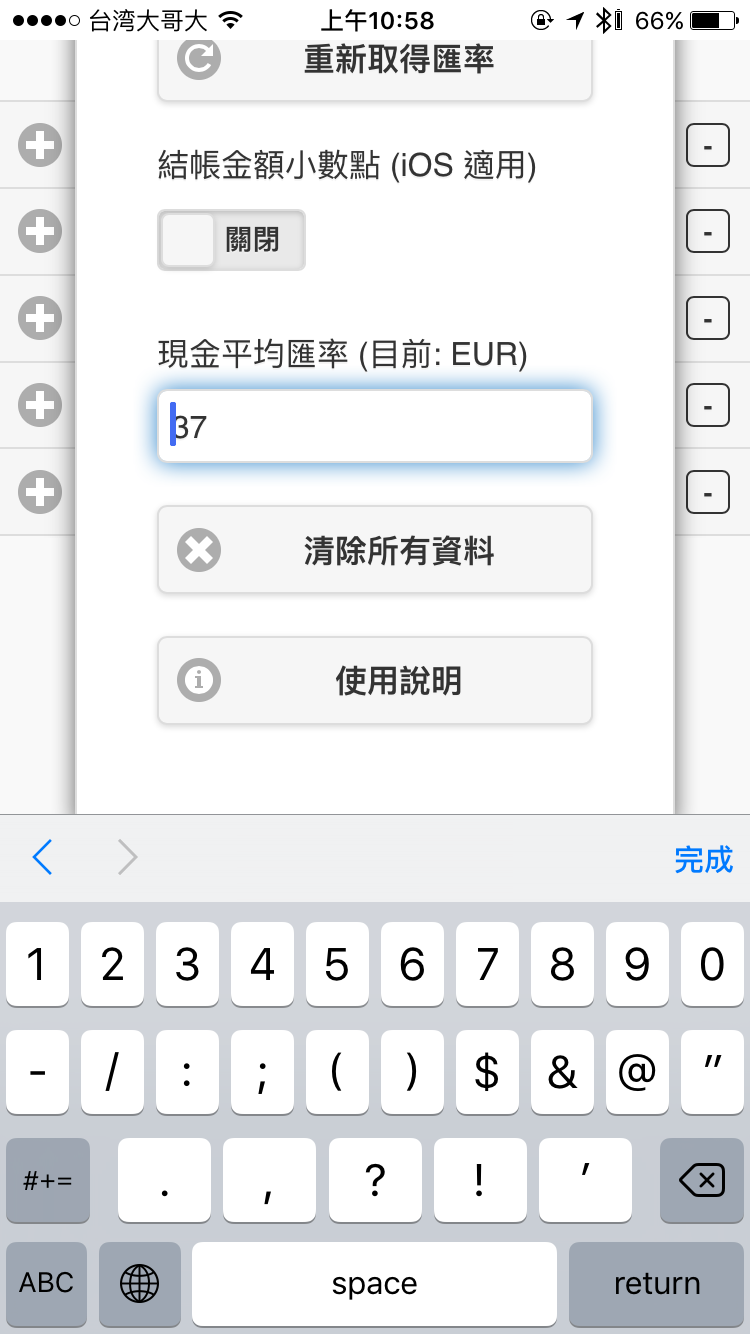 台湾大哥大 上午10:58 66%
重新取得匯率
-
結帳金額小數點 (iOS 適用)
-
關閉
-
現金平均匯率 (目前: EUR)
37
-
清除所有資料
-
使用說明
完成
1 2 3 4 5 6 7 8 9 0
- / : ; ( ) $ & @ "
#+= . , ? ! '
ABC space return